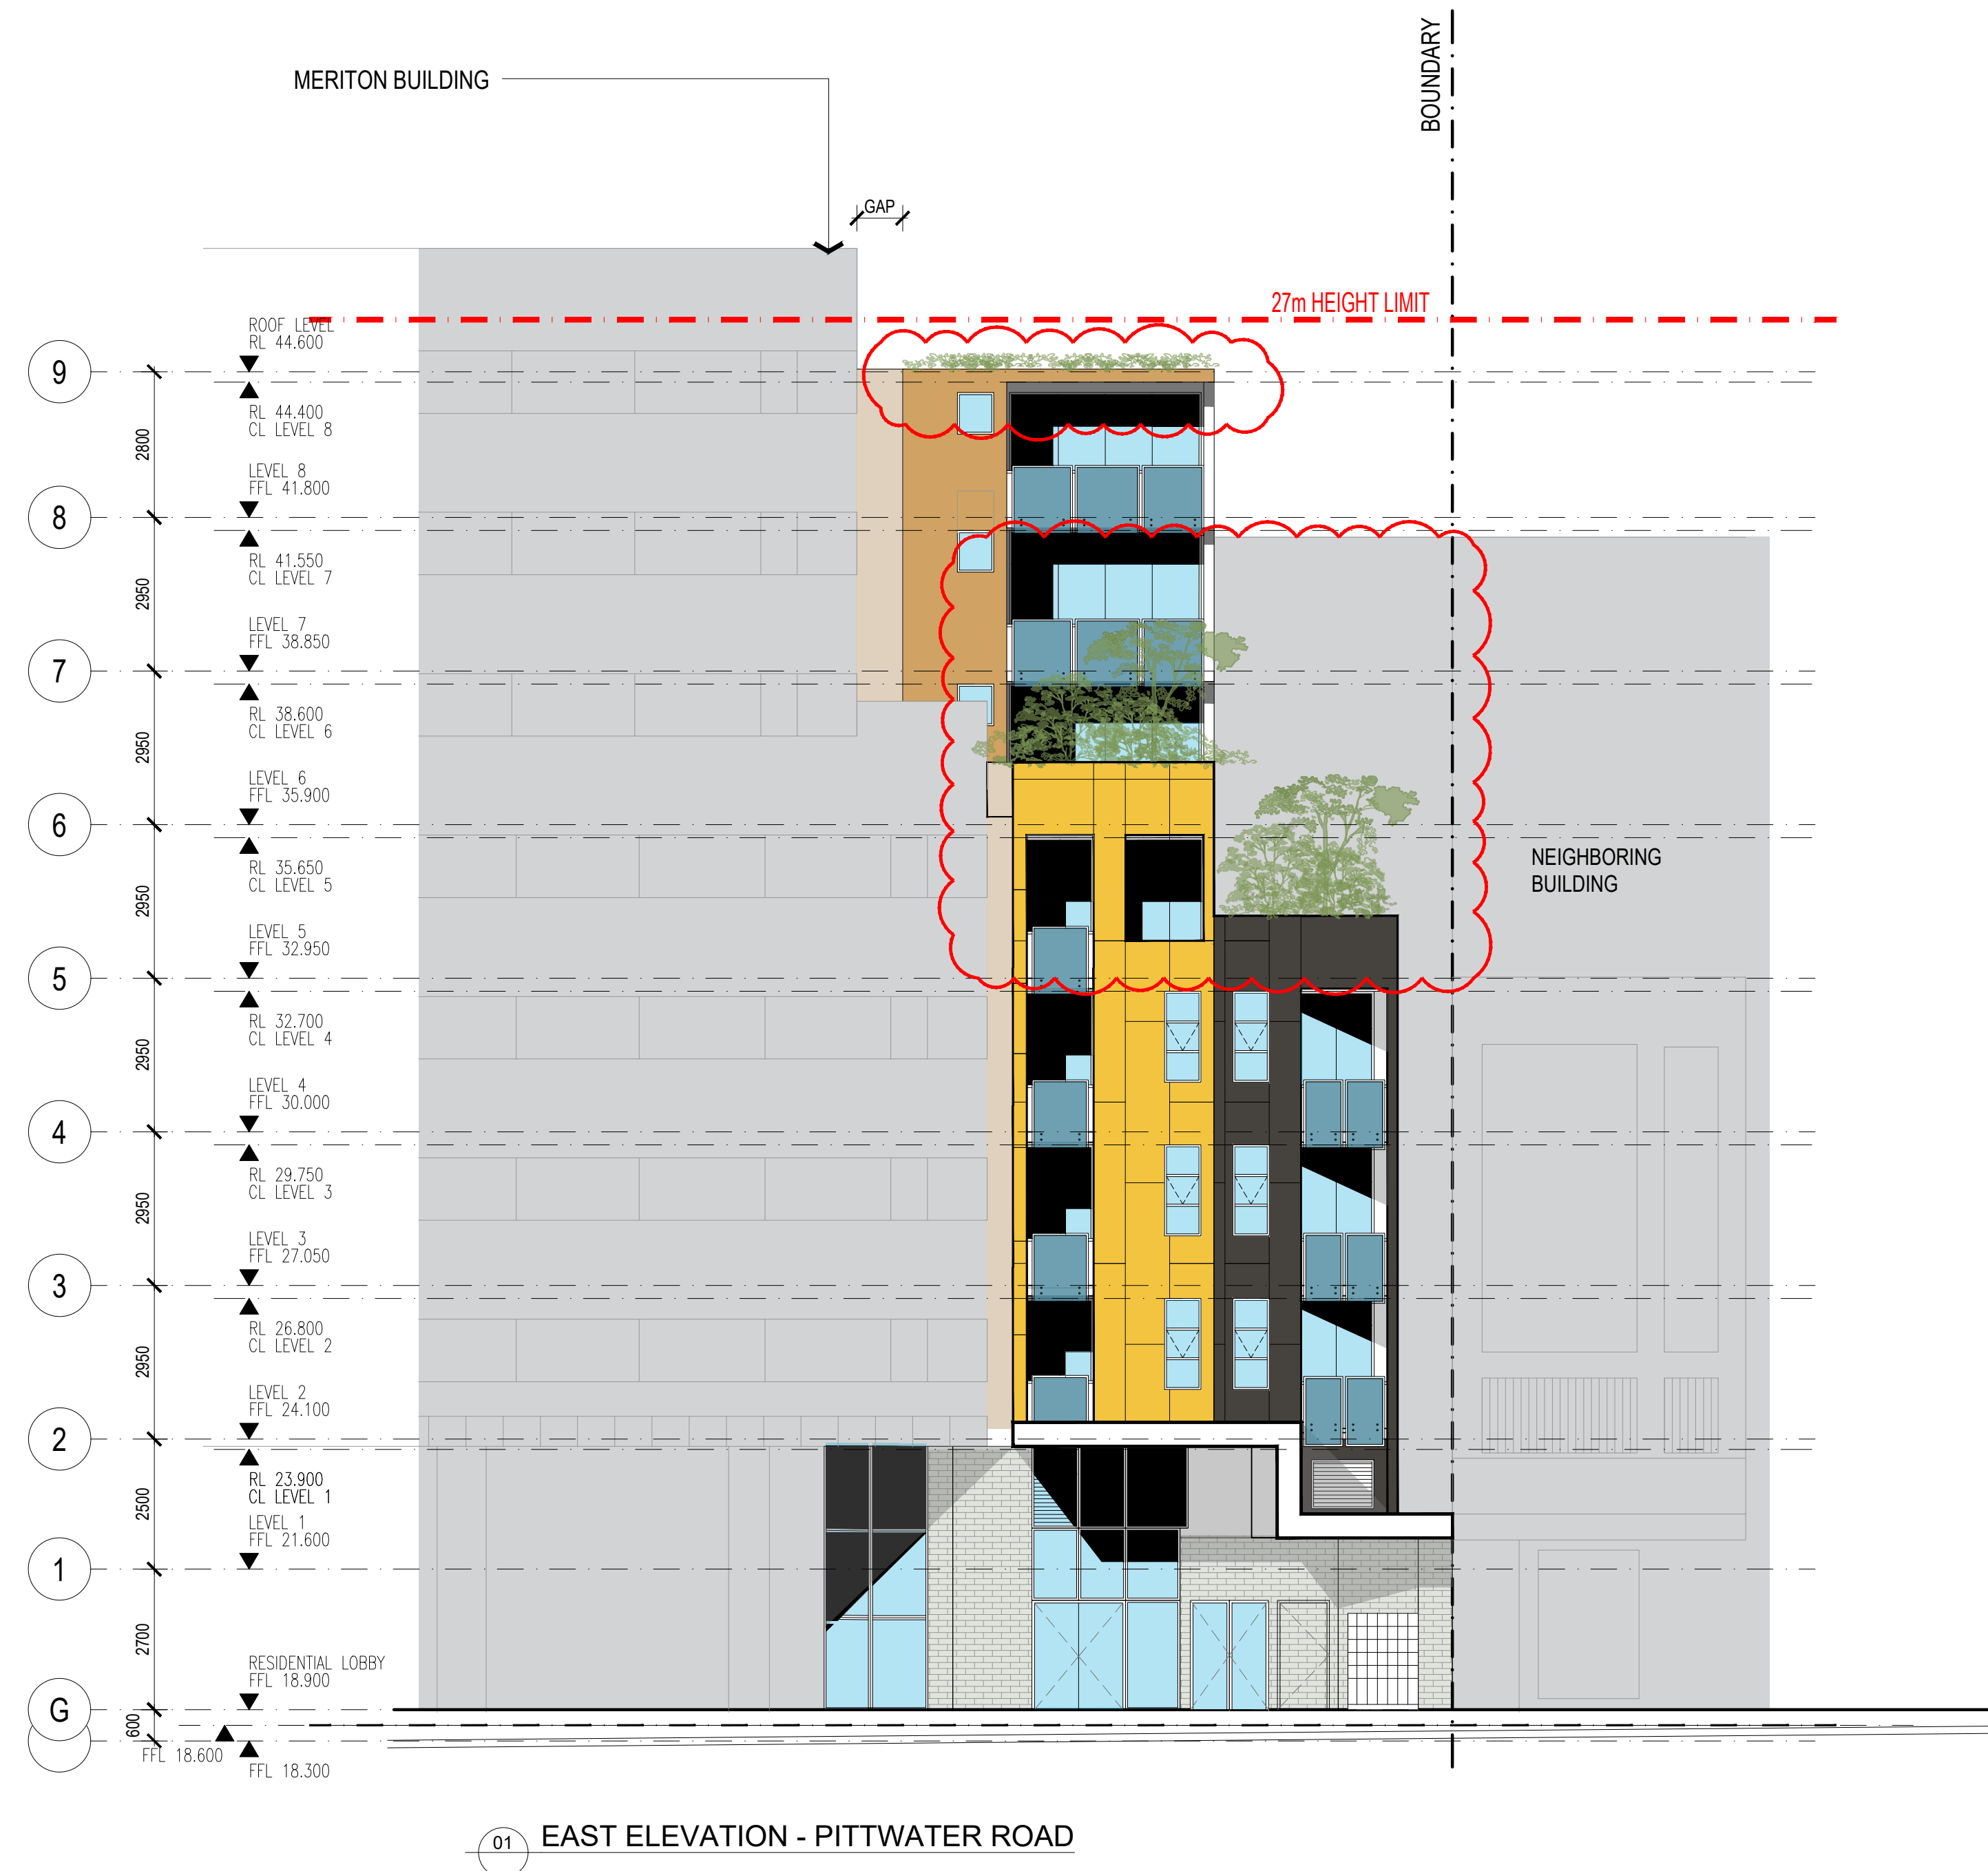 BOUNDARY
MERITON BUILDING
GAP
27m HEIGHT LIMIT
ROOF LEVEL
RL 44.600
9
RL 44.400
CL LEVEL 8
2800
LEVEL 8
FFL 41.800
8
RL 41.550
CL LEVEL 7
2950
LEVEL 7
FFL 38.850
7
RL 38.600
CL LEVEL 6
2950
LEVEL 6
FFL 35.900
6
RL 35.650
CL LEVEL 5
NEIGHBORING
BUILDING
2950
LEVEL 5
FFL 32.950
5
RL 32.700
CL LEVEL 4
2950
LEVEL 4
FFL 30.000
4
RL 29.750
CL LEVEL 3
2950
LEVEL 3
FFL 27.050
3
RL 26.800
CL LEVEL 2
2950
LEVEL 2
FFL 24.100
2
RL 23.900
CL LEVEL 1
2500
LEVEL 1
FFL 21.600
1
2700
RESIDENTIAL LOBBY
FFL 18.900
G
600
FFL 18.600
FFL 18.300
01
EAST ELEVATION - PITTWATER ROAD